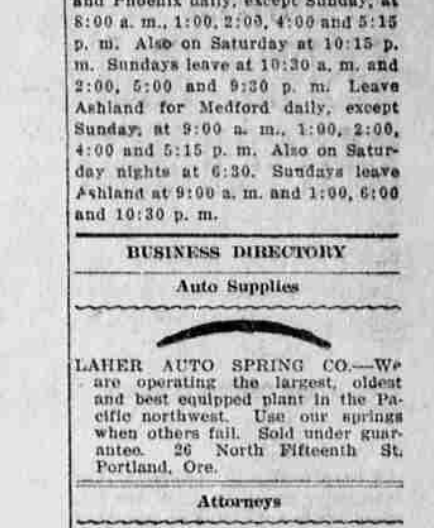 and Phoenix daily, except Sunday, at
8:00 a. m., 1:00, 2:00, 4:00 and 5:15
p. m. Also on Saturday at 10:15 p.
m. Sundays leave at 10:30 a. m. and
2:00, 5:00 and 9:30 p. m. Leave
Ashland for Medford daily, except
Sunday, at 9:00 a. m., 1:00, 2:00,
4:00 and 5:15 p. m. Also on Satur-
day nights at 6:30. Sundays leave
Ashland at 9:00 a. m. and 1:00, 6:00
and 10:30 p. m.
BUSINESS DIRECTORY
Auto Supplies
LAHER AUTO SPRING CO.—We
are operating the largest, oldest
and best equipped plant in the Pa-
cific northwest. Use our springs
when others fail. Sold under guar-
antee. 26 North Fifteenth St.
Portland, Ore.
Attorneys